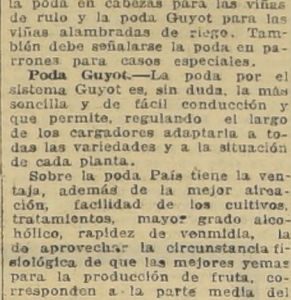 la poda en cabezas para las viñas
de rulo y la poda Guyot para las
viñas alambradas de riego. Tam-
bién debe señalarse la poda en pa-
rrones para casos especiales.
Poda Guyot.—La poda por el
sistema Guyot es, sin duda, la más
sencilla y de fácil conducción y
que permite, regulando el largo
de los cargadores adaptarla a to-
das las variedades y a la situación
de cada planta.
Sobre la poda País tiene la ven-
taja, además de la mejor airea-
ción, facilidad de los cultivos,
tratamientos, mayor grado alco-
hólico, rapidez de venmidia, la
de aprovechar la circunstancia fi-
siológica de que las mejores yemas
para la producción de fruta, co-
rresponden a la parte media del